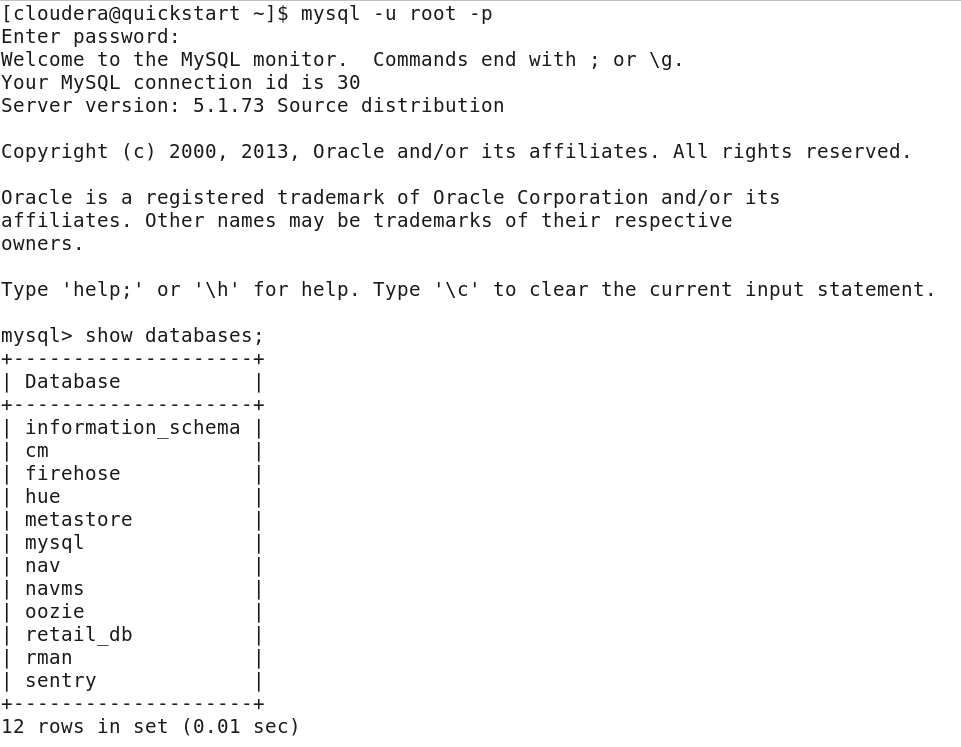 [cloudera@quickstart ~]$ mysql -u root -p
Enter password:
Welcome to the MySQL monitor.  Commands end with ; or \g.
Your MySQL connection id is 30
Server version: 5.1.73 Source distribution

Copyright (c) 2000, 2013, Oracle and/or its affiliates. All rights reserved.

Oracle is a registered trademark of Oracle Corporation and/or its
affiliates. Other names may be trademarks of their respective
owners.

Type 'help;' or '\h' for help. Type '\c' to clear the current input statement.

mysql> show databases;
+--------------------+
| Database           |
+--------------------+
| information_schema |
| cm                 |
| firehose           |
| hue                |
| metastore          |
| mysql              |
| nav                |
| navms              |
| oozie              |
| retail_db          |
| rman               |
| sentry             |
+--------------------+
12 rows in set (0.01 sec)